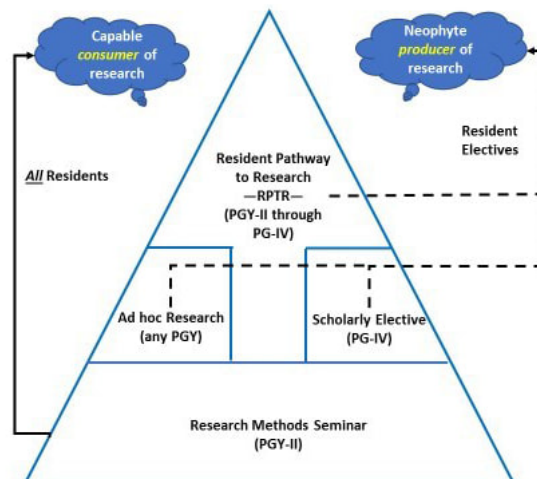 Capable
consumer of
research
Neophyte
producer of
research
Resident
Electives
All Residents
Resident Pathway
to Research
—RPTR—
(PGY-II through
PG-IV)
Ad hoc Research
(any PGY)
Scholarly Elective
(PG-IV)
Research Methods Seminar
(PGY-II)